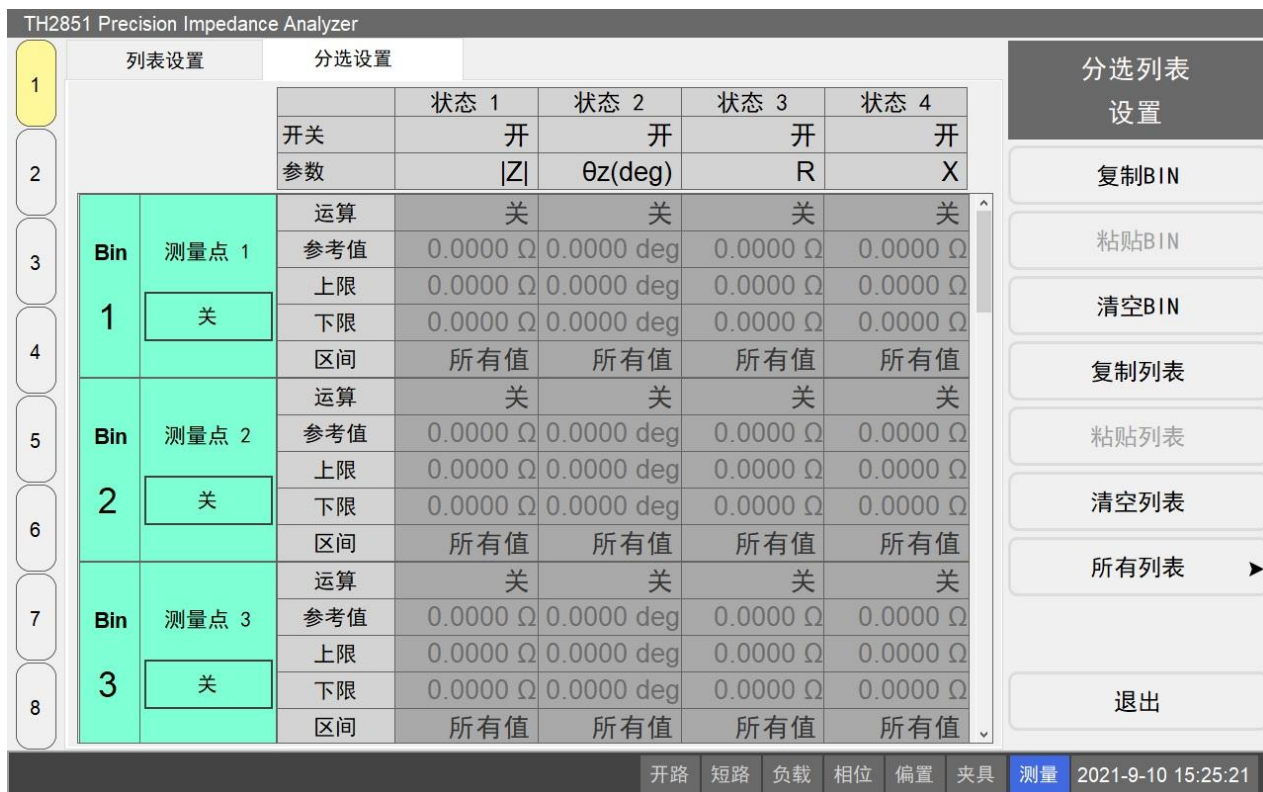 TH2851 Precision Impedance Analyzer
列表设置 分选设置
状态 1 状态 2 状态 3 状态 4
开关 开 开 开 开
参数 |Z| θz(deg) R X
Bin 1 测量点 1 关
运算 关 关 关 关
参考值 0.0000 Ω 0.0000 deg 0.0000 Ω 0.0000 Ω
上限 0.0000 Ω 0.0000 deg 0.0000 Ω 0.0000 Ω
下限 0.0000 Ω 0.0000 deg 0.0000 Ω 0.0000 Ω
区间 所有值 所有值 所有值 所有值
Bin 2 测量点 2 关
运算 关 关 关 关
参考值 0.0000 Ω 0.0000 deg 0.0000 Ω 0.0000 Ω
上限 0.0000 Ω 0.0000 deg 0.0000 Ω 0.0000 Ω
下限 0.0000 Ω 0.0000 deg 0.0000 Ω 0.0000 Ω
区间 所有值 所有值 所有值 所有值
Bin 3 测量点 3 关
运算 关 关 关 关
参考值 0.0000 Ω 0.0000 deg 0.0000 Ω 0.0000 Ω
上限 0.0000 Ω 0.0000 deg 0.0000 Ω 0.0000 Ω
下限 0.0000 Ω 0.0000 deg 0.0000 Ω 0.0000 Ω
区间 所有值 所有值 所有值 所有值
1
2
3
4
5
6
7
8
分选列表
设置
复制BIN
粘贴BIN
清空BIN
复制列表
粘贴列表
清空列表
所有列表
退出
开路 短路 负载 相位 偏置 夹具 测量 2021-9-10 15:25:21